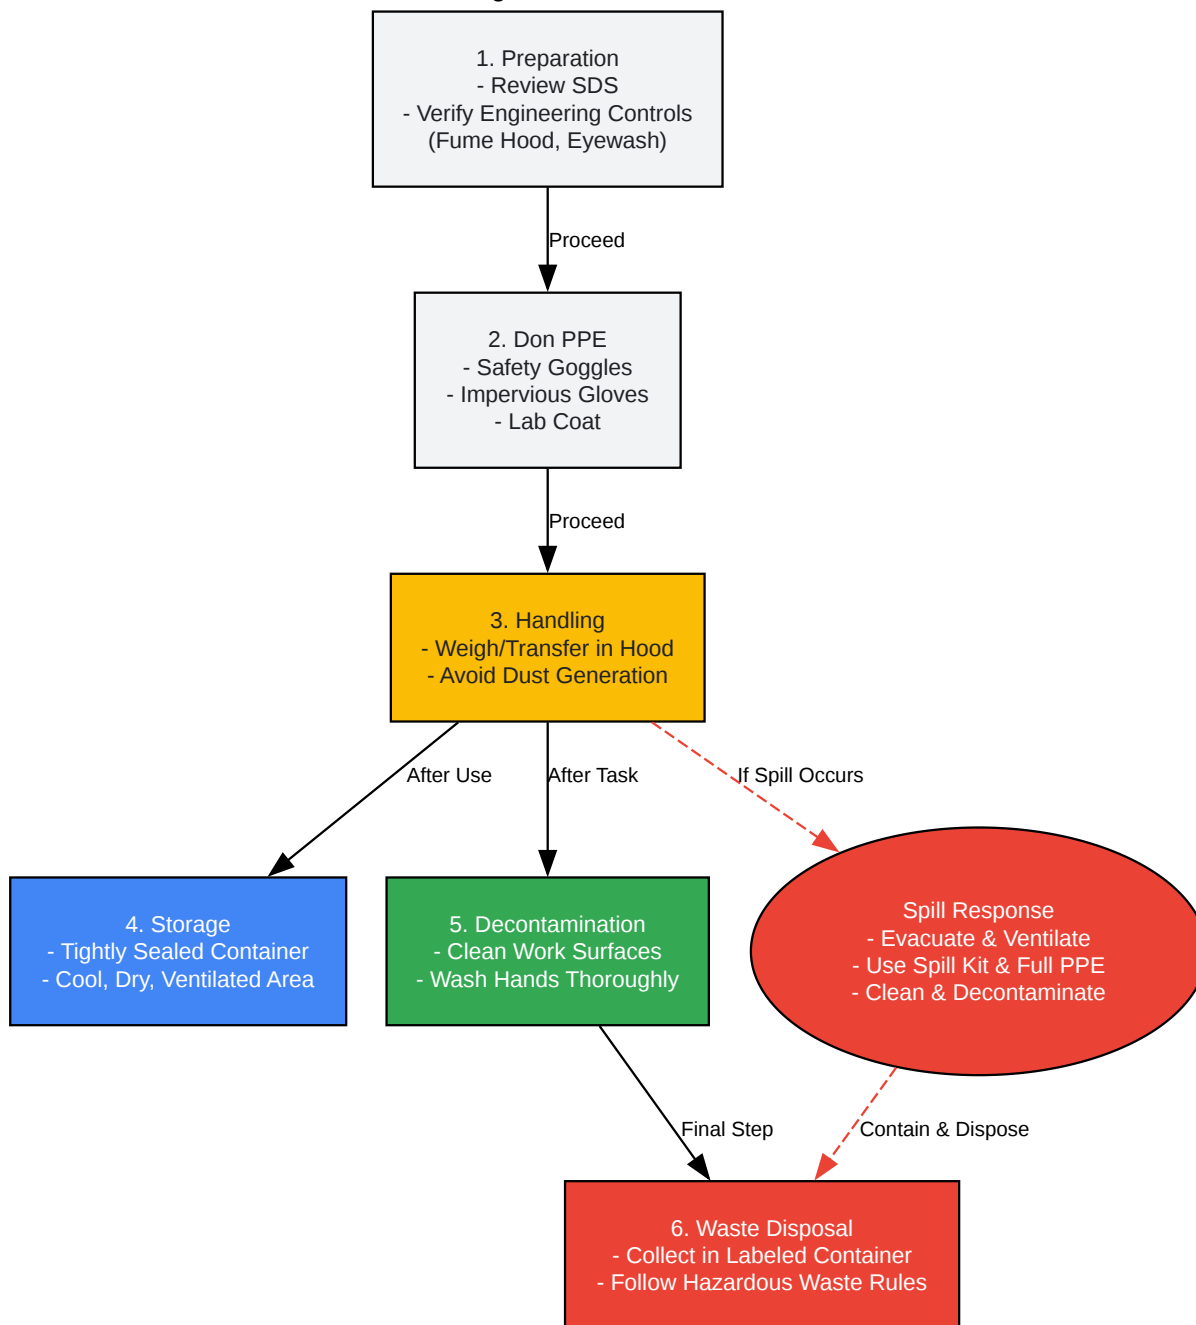 1. Preparation
- Review SDS
- Verify Engineering Controls
(Fume Hood, Eyewash)
Proceed
2. Don PPE
- Safety Goggles
- Impervious Gloves
- Lab Coat
Proceed
3. Handling
- Weigh/Transfer in Hood
- Avoid Dust Generation
After Use
After Task
If Spill Occurs
4. Storage
- Tightly Sealed Container
- Cool, Dry, Ventilated Area
5. Decontamination
- Clean Work Surfaces
- Wash Hands Thoroughly
Spill Response
- Evacuate & Ventilate
- Use Spill Kit & Full PPE
- Clean & Decontaminate
Final Step
Contain & Dispose
6. Waste Disposal
- Collect in Labeled Container
- Follow Hazardous Waste Rules